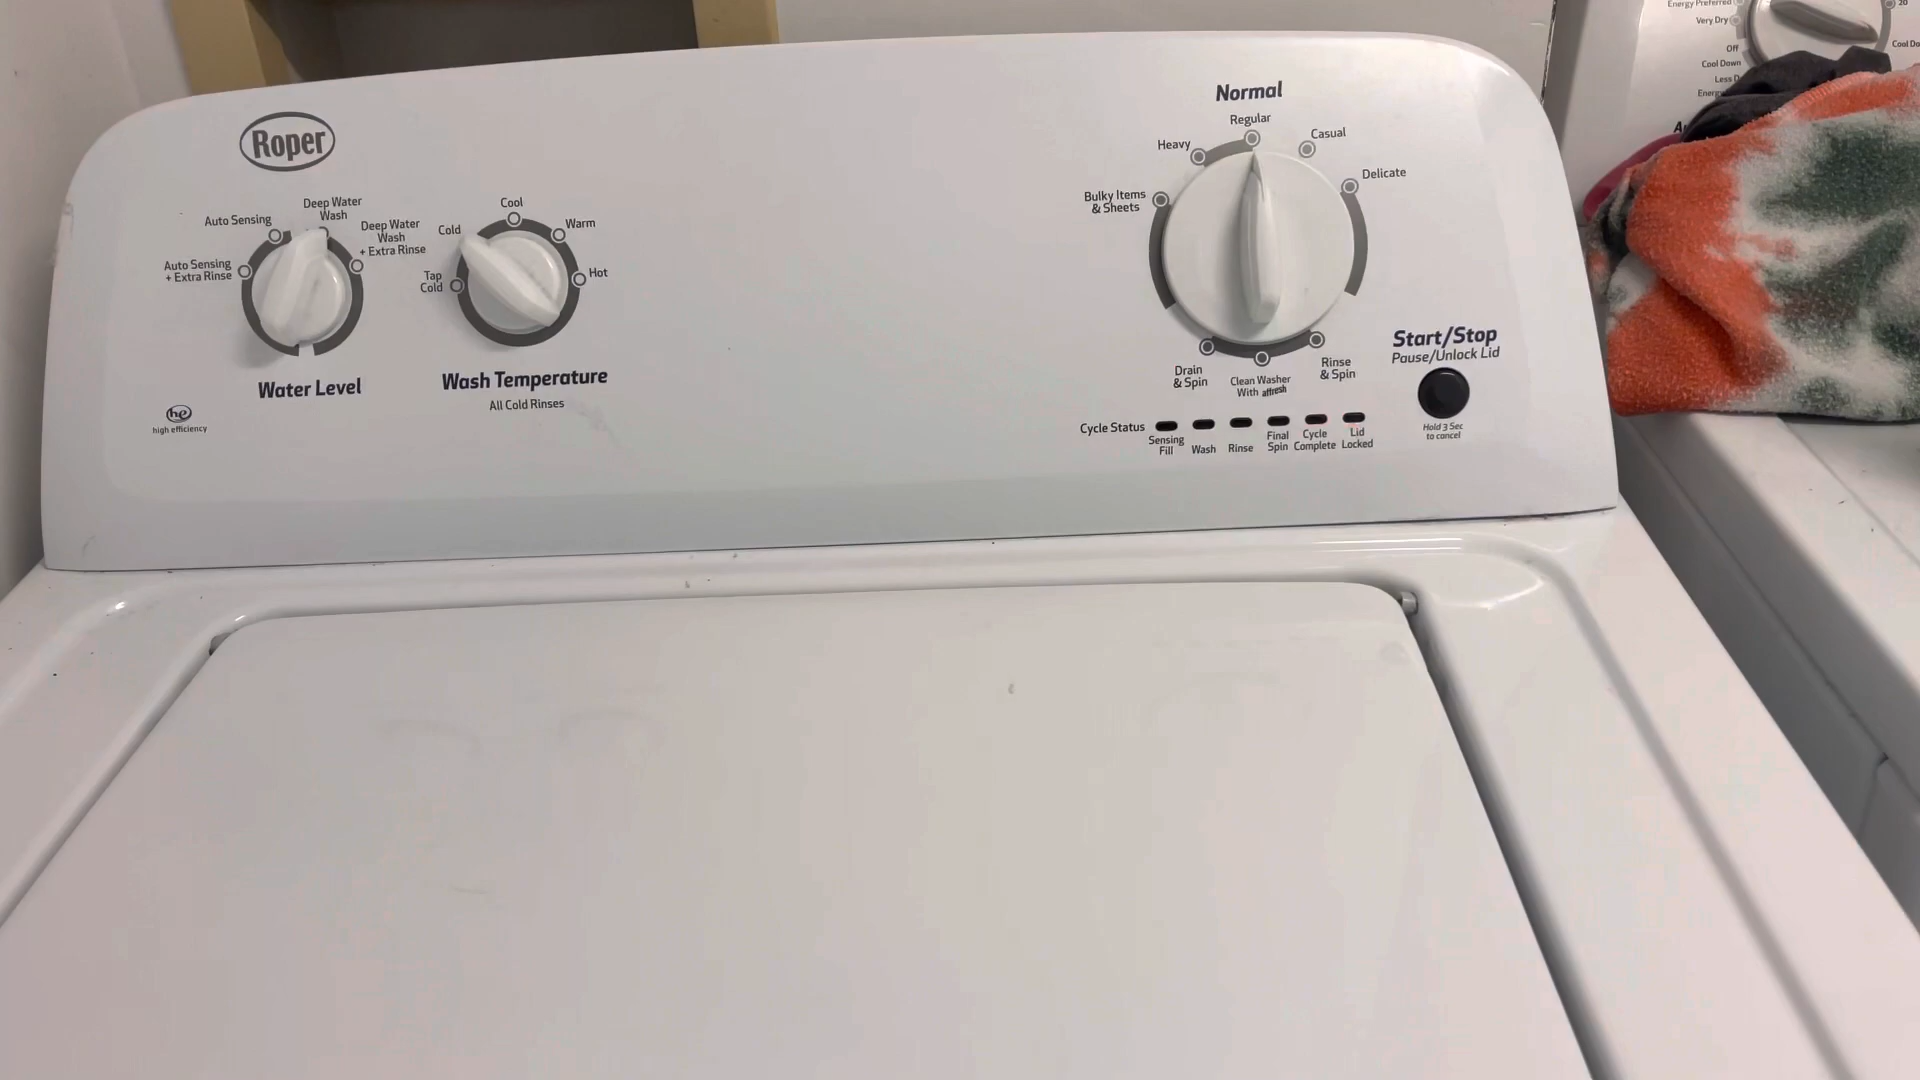 Roper
Deep Water
Wash
Auto Sensing
Deep Water
Wash
+ Extra Rinse
Auto Sensing
+ Extra Rinse
Water Level
he
high efficiency
Cool
Cold
Warm
Tap
Cold
Hot
Wash Temperature
All Cold Rinses
Normal
Regular
Heavy
Casual
Bulky Items
& Sheets
Delicate
Drain
& Spin
Clean Washer
With affresh
Rinse
& Spin
Cycle Status
Sensing
Fill
Wash
Rinse
Final
Spin
Cycle
Complete
Lid
Locked
Start/Stop
Pause/Unlock Lid
Hold 3 Sec
to cancel
Energy Preferred
Very Dry
Off
Cool Down
Less
20
Cool